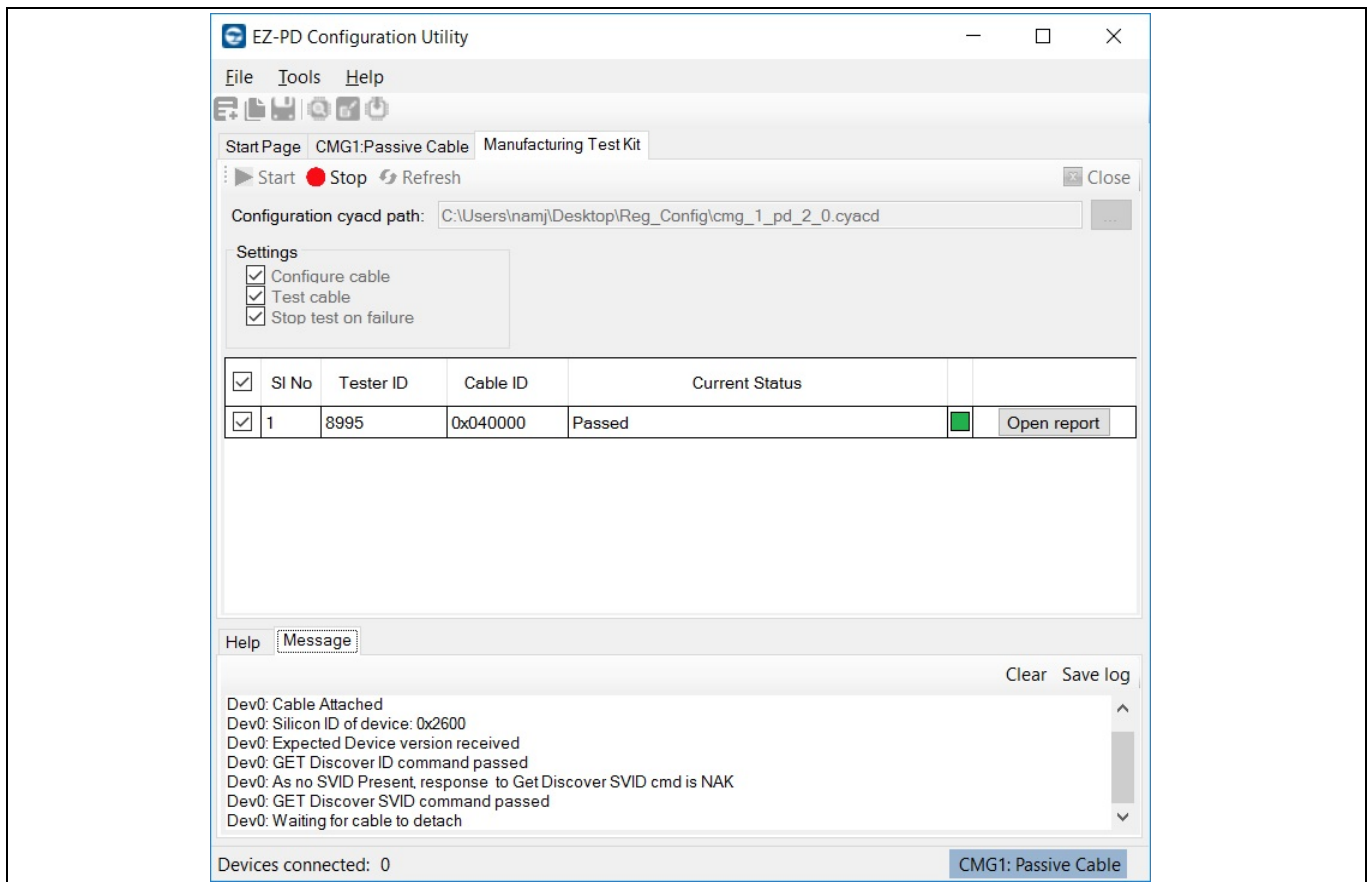 EZ-PD Configuration Utility
File Tools Help
Start Page CMG1:Passive Cable Manufacturing Test Kit
Start Stop Refresh Close
Configuration cyacd path: C:\Users\namj\Desktop\Reg_Config\cmg_1_pd_2_0.cyacd ...
Settings
Configure cable
Test cable
Stop test on failure
Sl No Tester ID Cable ID Current Status
1 8995 0x040000 Passed Open report
Help Message
Clear Save log
Dev0: Cable Attached
Dev0: Silicon ID of device: 0x2600
Dev0: Expected Device version received
Dev0: GET Discover ID command passed
Dev0: As no SVID Present, response to Get Discover SVID cmd is NAK
Dev0: GET Discover SVID command passed
Dev0: Waiting for cable to detach
Devices connected: 0 CMG1: Passive Cable